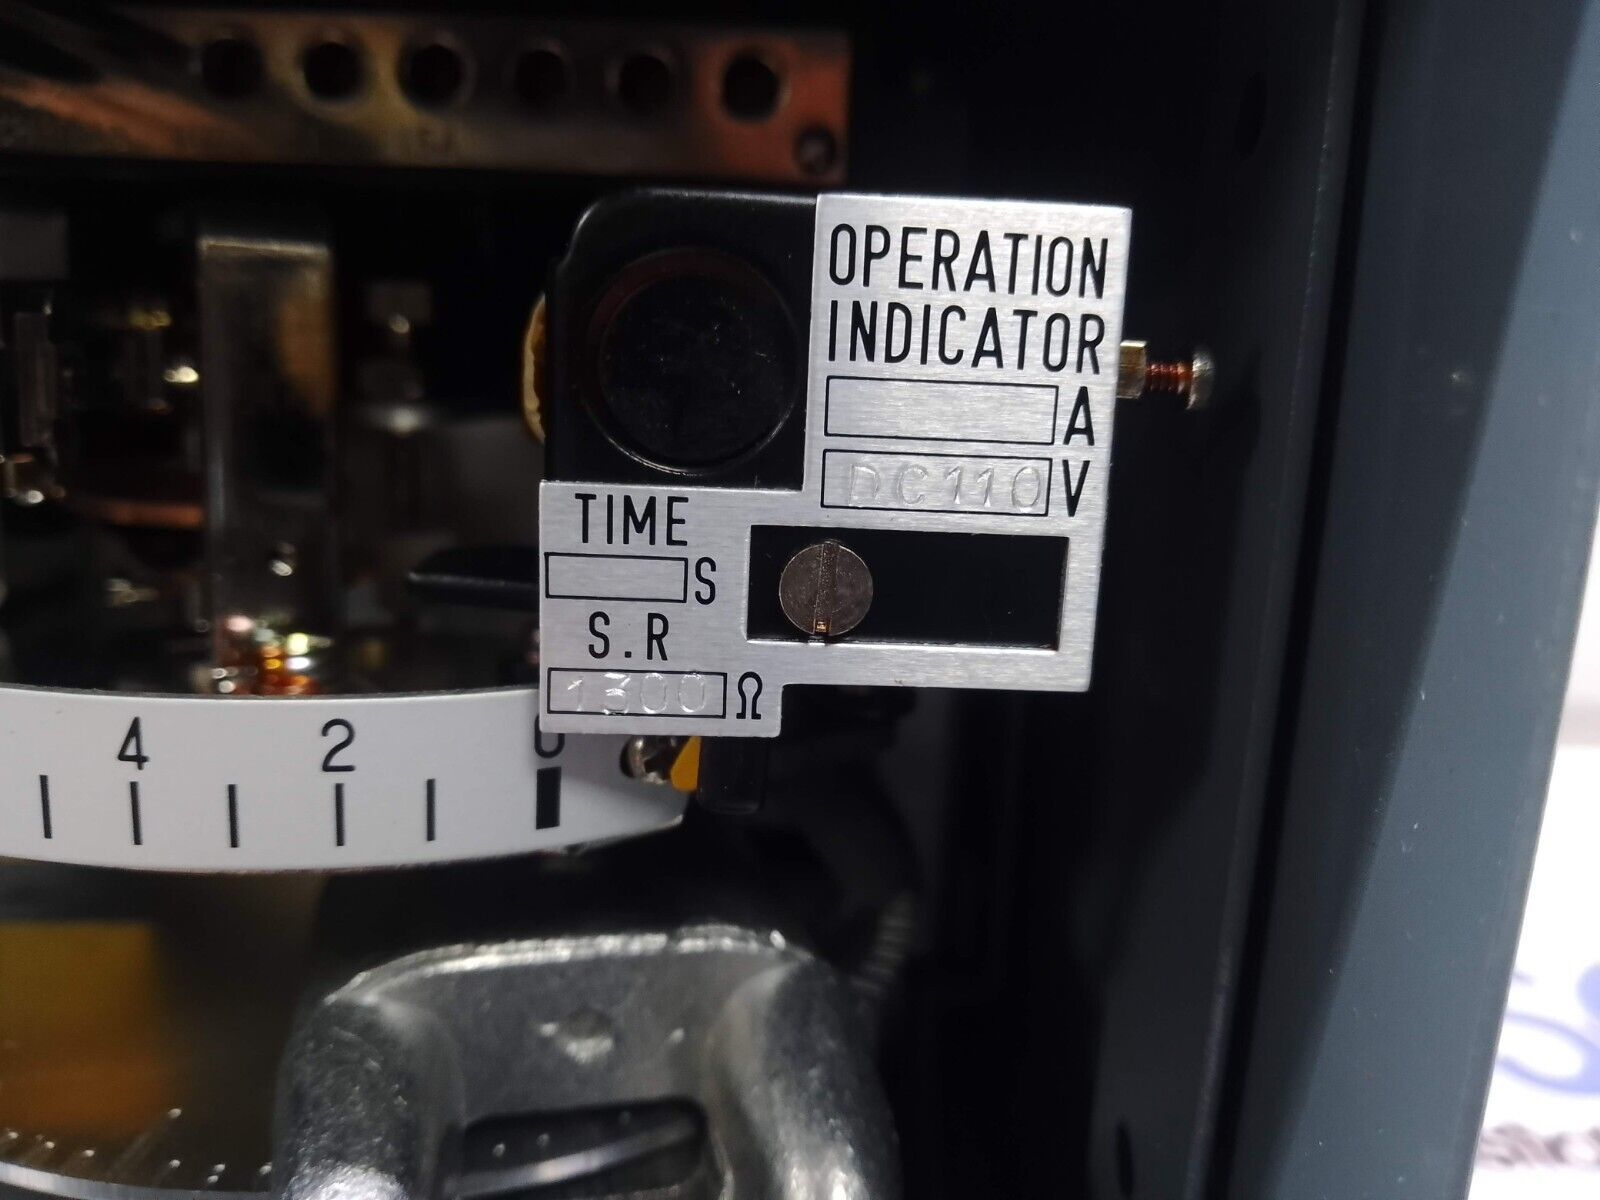 OPERATION
INDICATOR
A
DC110 V
TIME
S
S.R
1300 Ω
4 2 0